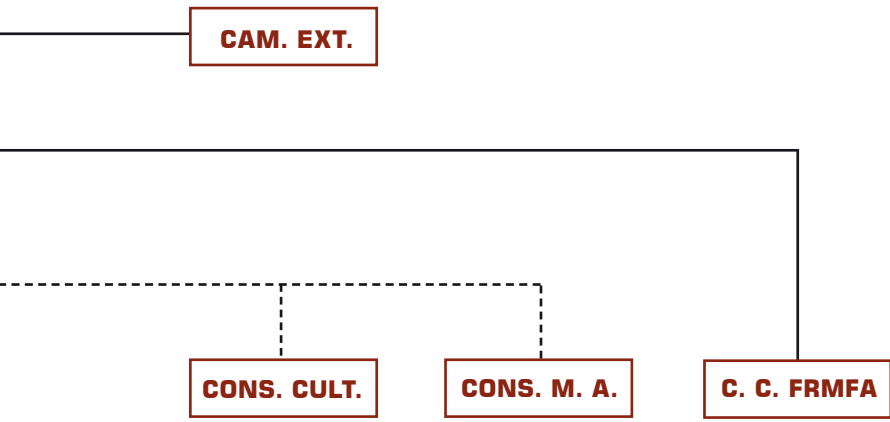 CAM. EXT.
CONS. CULT.
CONS. M. A.
C. C. FRMFA